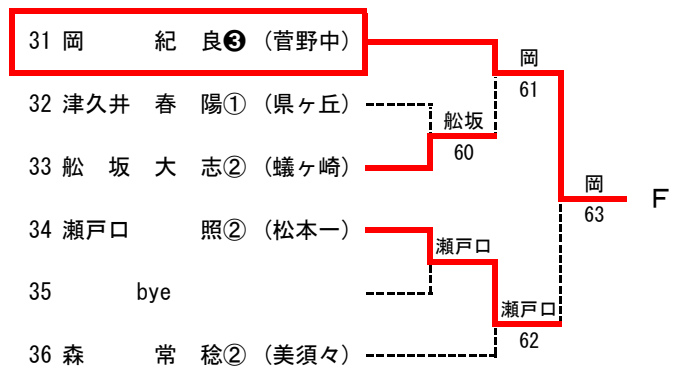 31 岡 紀 良❸ (菅野中)
岡
61
32 津久井 春 陽① (県ヶ丘)
舩坂
60
33 舩 坂 大 志② (蟻ヶ崎)
岡
63
F
34 瀬戸口 照② (松本一)
瀬戸口
35 bye
瀬戸口
62
36 森 常 稔② (美須々)